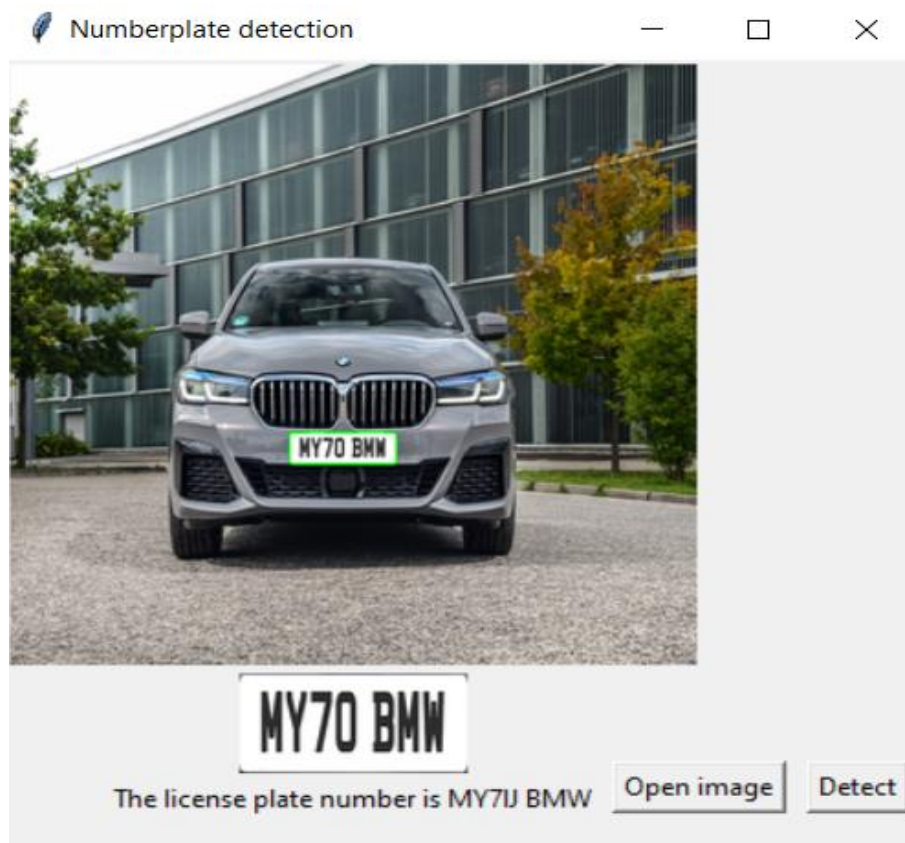 Numberplate detection
MY70 BMW
MY70 BMW
The license plate number is MY7IJ BMW
Open image
Detect